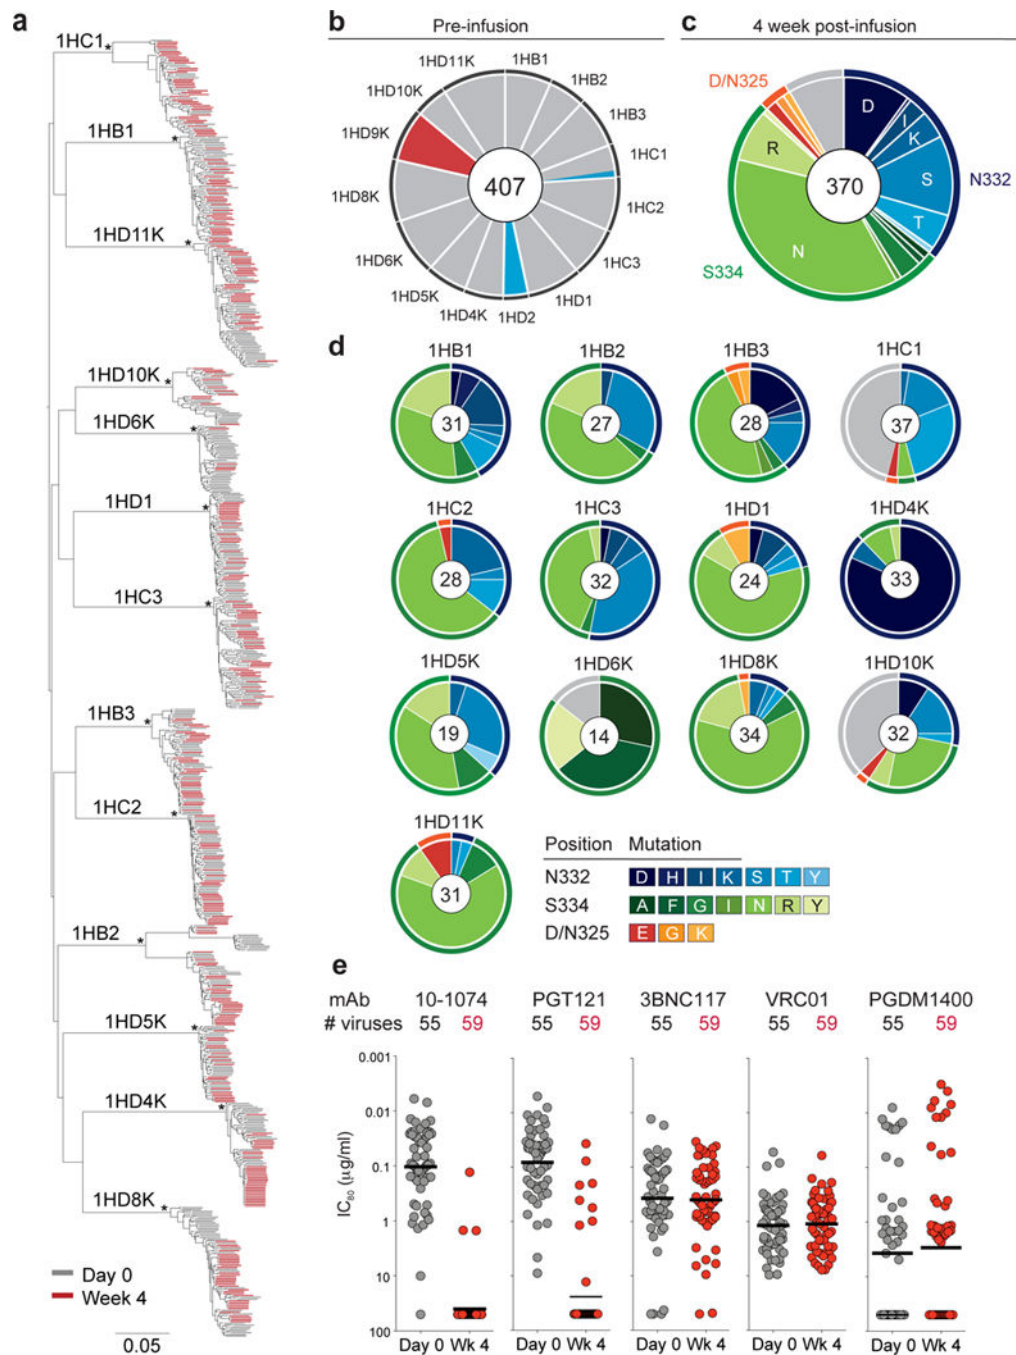 a
1HC1
*
1HB1
*
1HD11K
*
1HD10K
*
1HD6K
*
1HD1
*
1HC3
*
1HB3
*
1HC2
*
1HB2
*
1HD5K
*
1HD4K
*
1HD8K
*
Day 0
Week 4
0.05
b
Pre-infusion
1HD11K
1HB1
1HB2
1HB3
1HC1
1HC2
1HC3
1HD1
1HD2
1HD4K
1HD5K
1HD6K
1HD8K
1HD9K
1HD10K
407
c
4 week post-infusion
D/N325
D
I
K
S
T
N
R
370
N332
S334
d
1HB1 1HB2 1HB3 1HC1
31 27 28 37
1HC2 1HC3 1HD1 1HD4K
28 32 24 33
1HD5K 1HD6K 1HD8K 1HD10K
19 14 34 32
1HD11K
31
Position Mutation
N332 D H I K S T Y
S334 A F G I N R Y
D/N325 E G K
e
mAb 10-1074 PGT121 3BNC117 VRC01 PGDM1400
# viruses 55 59 55 59 55 59 55 59 55 59
IC80 (µg/ml)
0.001
0.01
0.1
1
10
100
Day 0 Wk 4 Day 0 Wk 4 Day 0 Wk 4 Day 0 Wk 4 Day 0 Wk 4